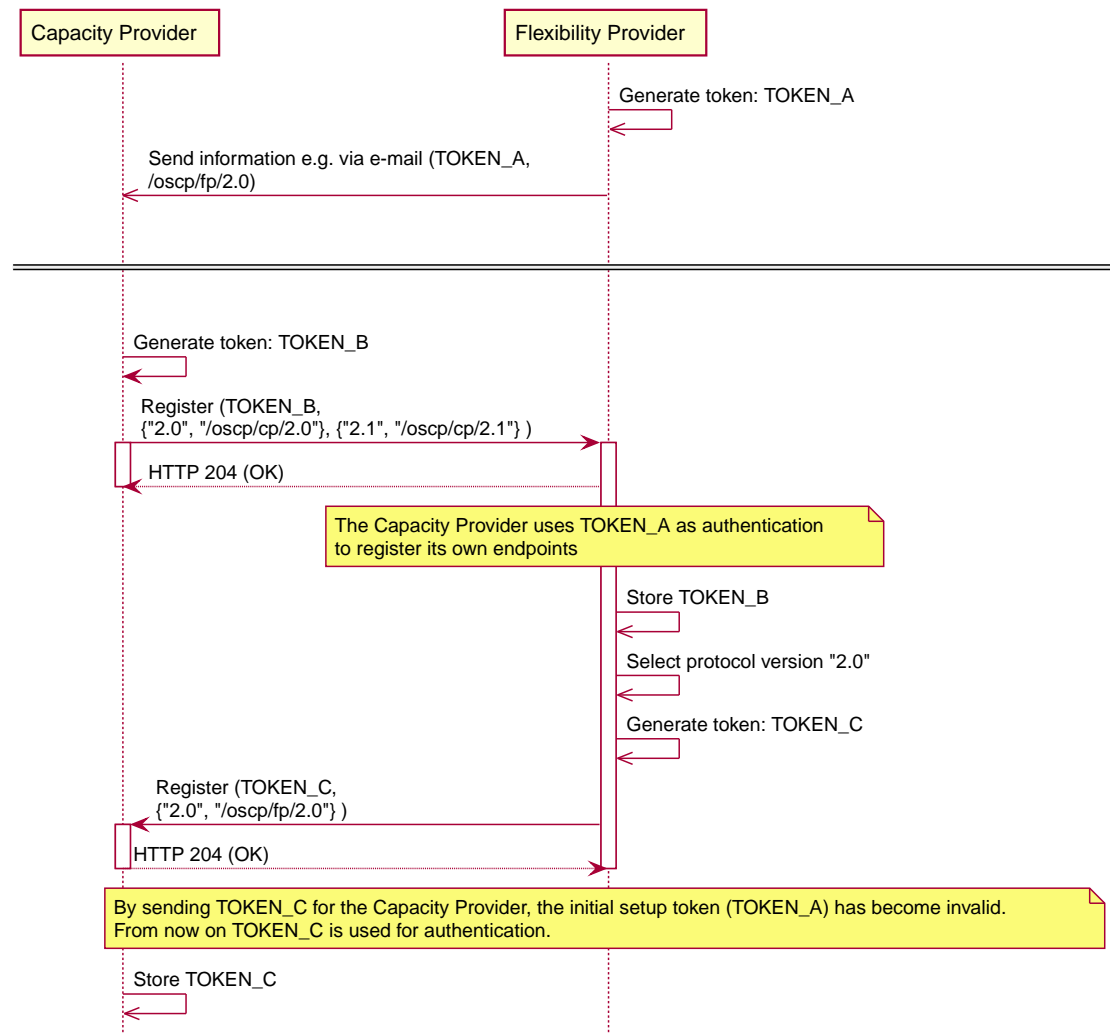 Capacity Provider
Flexibility Provider
Generate token: TOKEN_A
Send information e.g. via e-mail (TOKEN_A,
/oscp/fp/2.0)
Generate token: TOKEN_B
Register (TOKEN_B,
{"2.0", "/oscp/cp/2.0"}, {"2.1", "/oscp/cp/2.1"} )
HTTP 204 (OK)
The Capacity Provider uses TOKEN_A as authentication
to register its own endpoints
Store TOKEN_B
Select protocol version "2.0"
Generate token: TOKEN_C
Register (TOKEN_C,
{"2.0", "/oscp/fp/2.0"} )
HTTP 204 (OK)
By sending TOKEN_C for the Capacity Provider, the initial setup token (TOKEN_A) has become invalid.
From now on TOKEN_C is used for authentication.
Store TOKEN_C